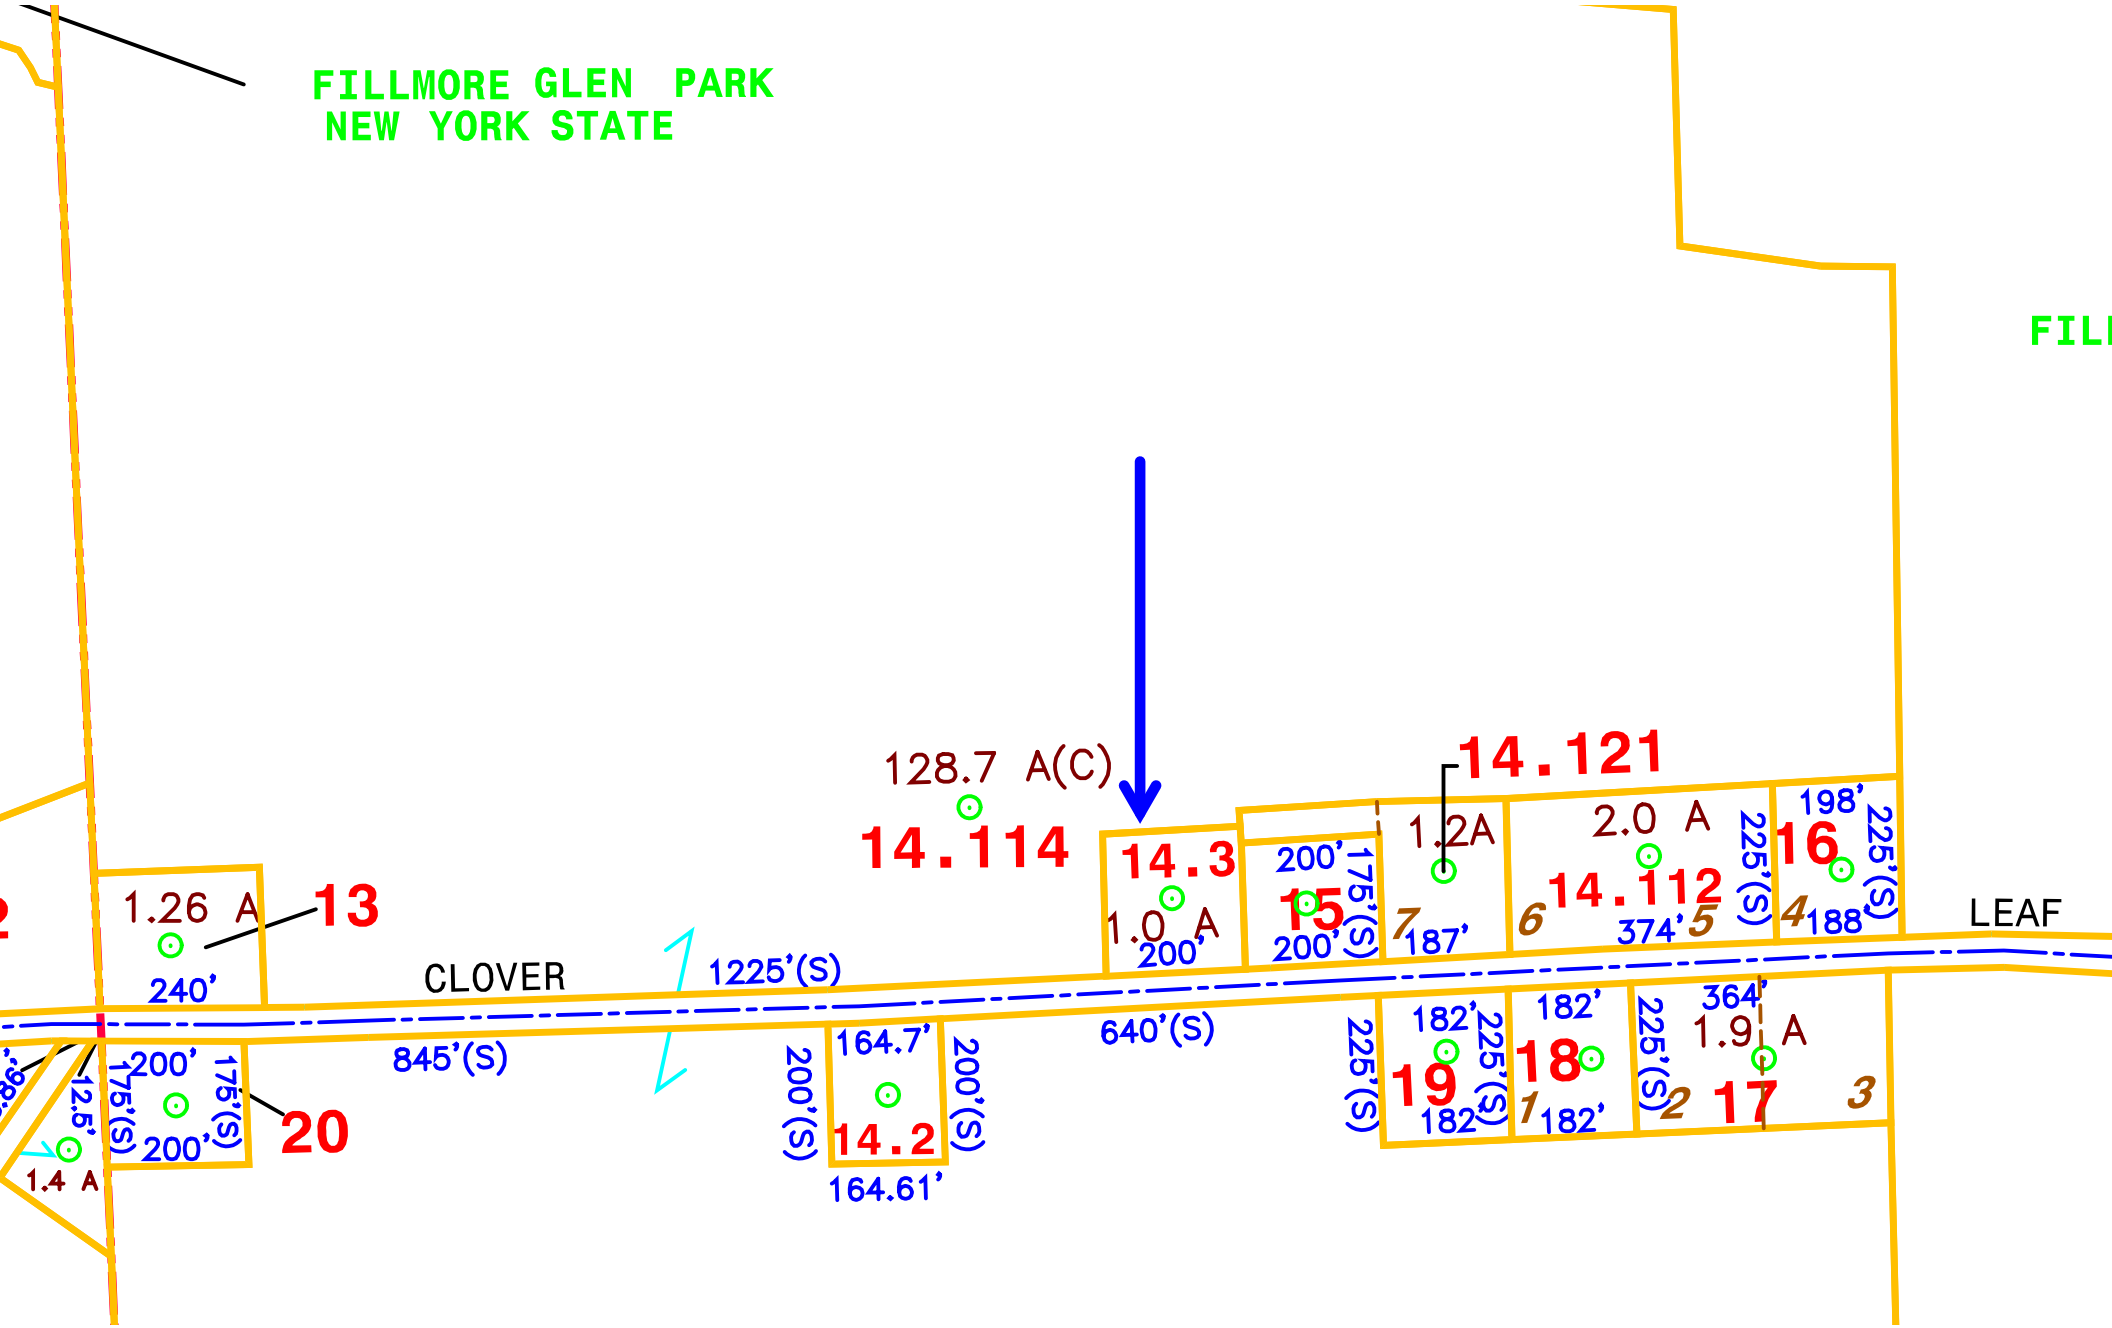 FILLMORE GLEN PARK
NEW YORK STATE
128.7 A(C)
14.114
14.121
1.2A
7
187'
14.3
1.0 A
200'
200'
175'(S)
15
200'
2.0 A
14.112
6
374'
5
225'(S)
198'
16
4
188'
225'(S)
LEAF
1.26 A
13
240'
CLOVER
1225'(S)
845'(S)
640'(S)
200'
175'(S)
175'(S)
200'
20
12.5'
1.4 A
164.7'
200'(S)
200'(S)
14.2
164.61'
225'(S)
182'
225'(S)
19
182'
182'
18
1
182'
225'(S)
364'
1.9 A
2
17
3